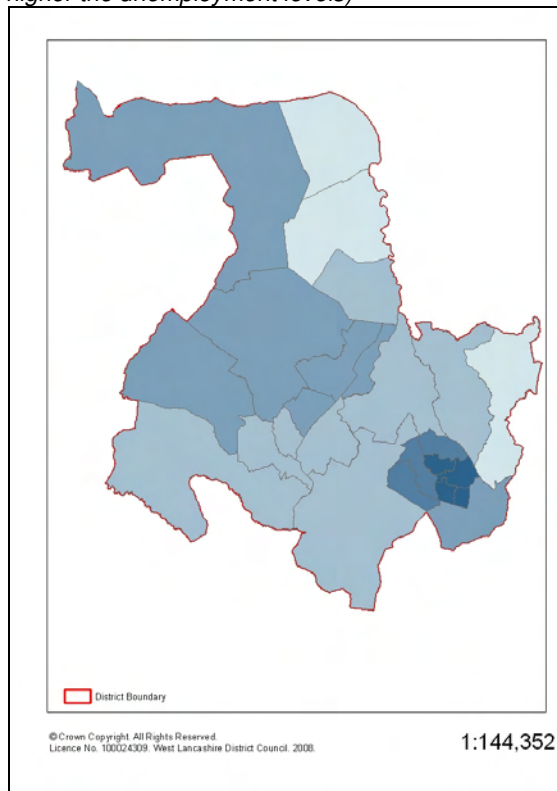 higher the unemployment levels)
District Boundary
© Crown Copyright. All Rights Reserved.
Licence No. 100024309. West Lancashire District Council. 2008.
1:144,352